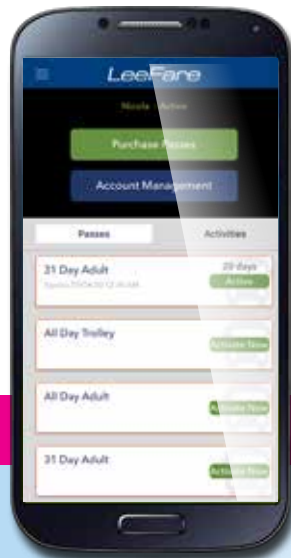 LeeFare
Nicole Active
Purchase Passes
Account Management
Passes Activities
31 Day Adult 20 days
Active
All Day Trolley
Activate Now
All Day Adult
Activate Now
31 Day Adult
Activate Now